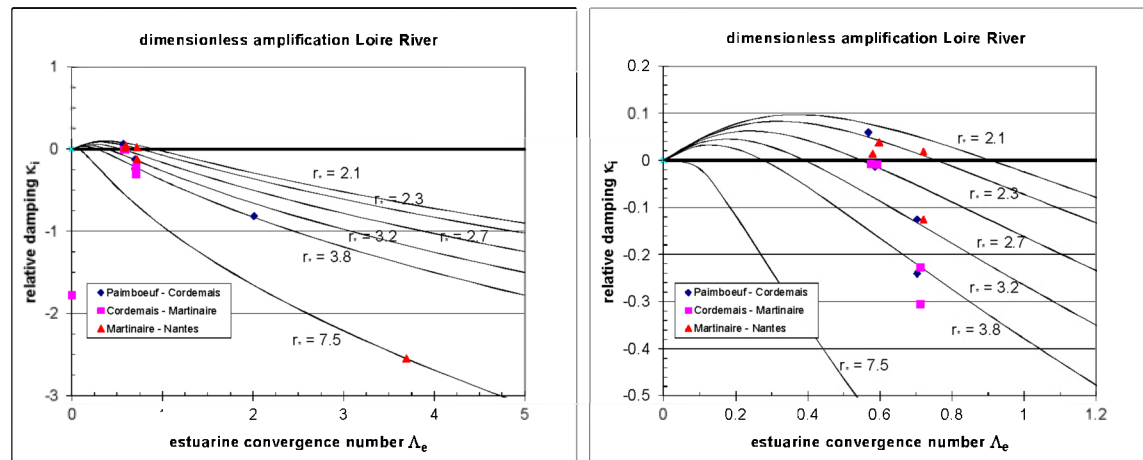 dimensionless amplification Loire River
relative damping κi
1
0
-1
-2
-3
r* = 2.1
r* = 2.3
r* = 2.7
r* = 3.2
r* = 3.8
r* = 7.5
Paimboeuf - Cordemais
Cordemais - Martinaire
Martinaire - Nantes
0 1 2 3 4 5
estuarine convergence number Λe
dimensionless amplification Loire River
relative damping κi
0.2
0.1
0
-0.1
-0.2
-0.3
-0.4
-0.5
r* = 2.1
r* = 2.3
r* = 2.7
r* = 3.2
r* = 3.8
r* = 7.5
Paimboeuf - Cordemais
Cordemais - Martinaire
Martinaire - Nantes
0 0.2 0.4 0.6 0.8 1 1.2
estuarine convergence number Λe